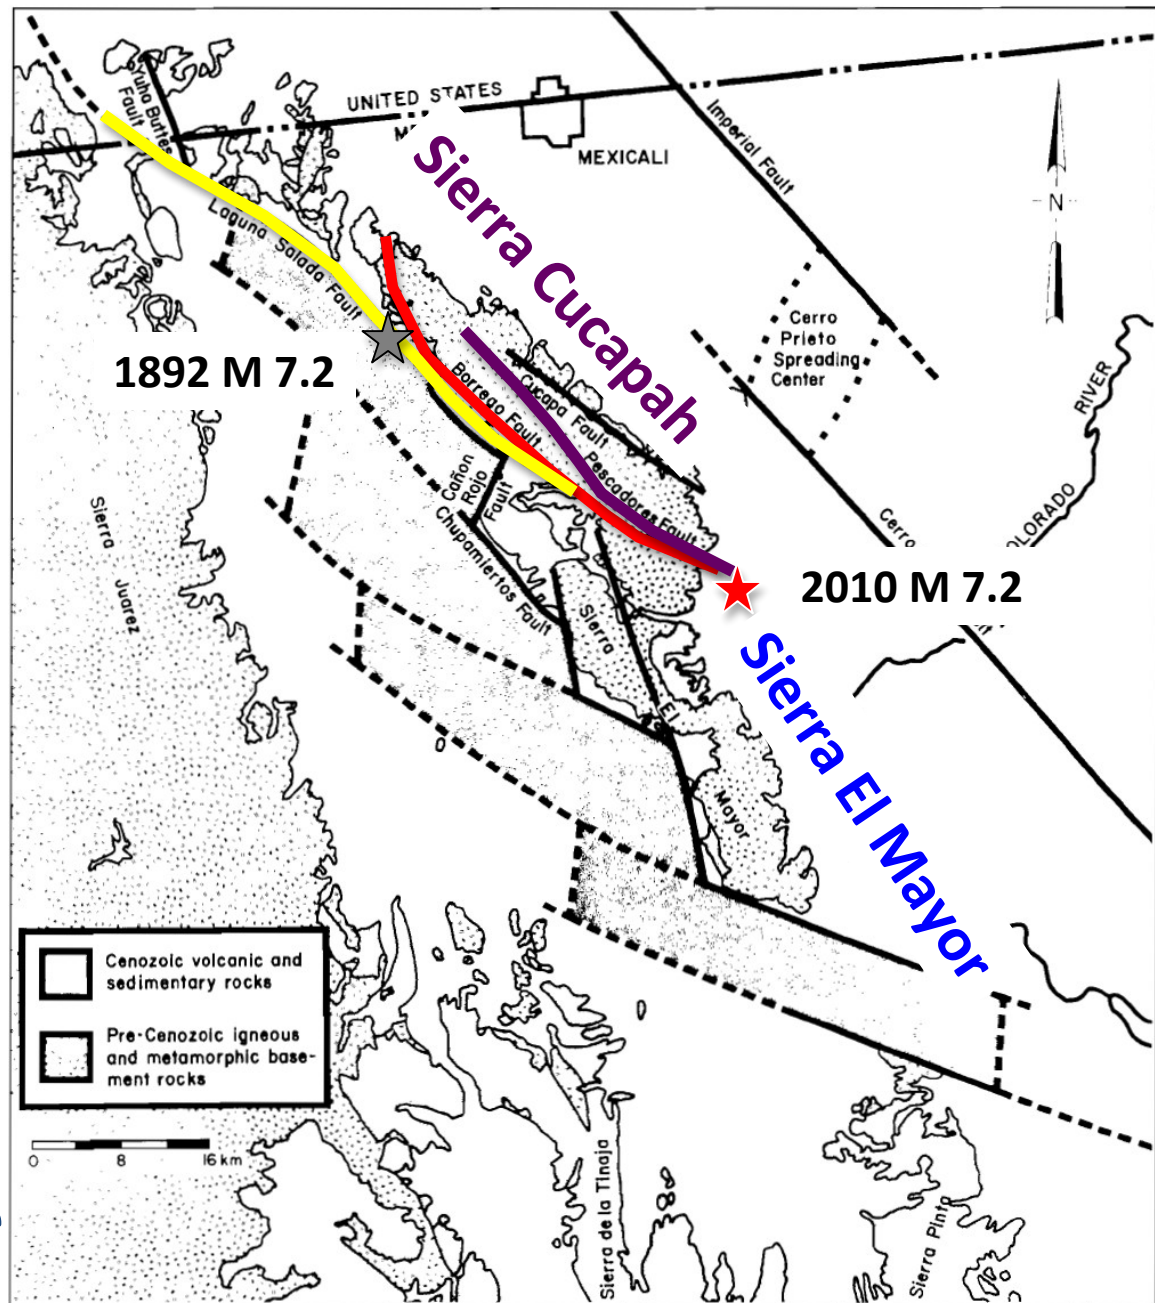 UNITED STATES
MEXICALI
Yuha Buttes
Fault
Imperial Fault
N
Sierra Cucapah
Laguna Salada Fault
Cerro
Prieto
Spreading
Center
RIVER
1892 M 7.2
Borrego Fault
Cucapa Fault
Pescadores Fault
Cañon
Rojo
Fault
Chupamiertos Fault
COLORADO
Cerro
Sierra
Juarez
2010 M 7.2
Sierra
El
Mayor
Sierra El Mayor
Cenozoic volcanic and
sedimentary rocks
Pre-Cenozoic igneous
and metamorphic base-
ment rocks
0 8 16 km
Sierra de la Tinaja
Sierra Pinto